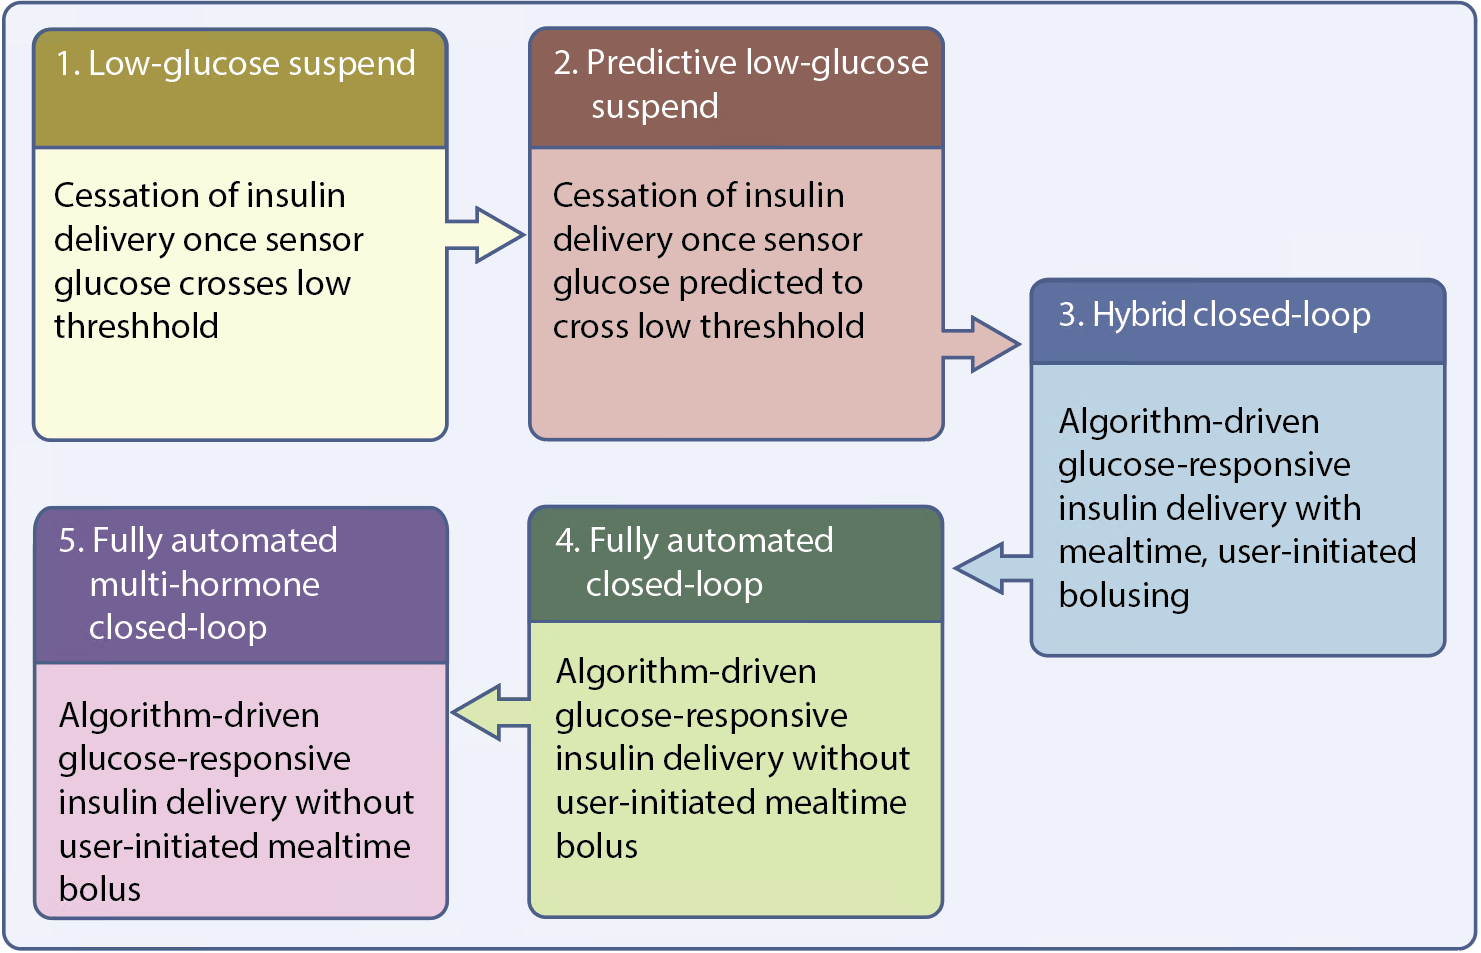 1. Low-glucose suspend
Cessation of insulin
delivery once sensor
glucose crosses low
threshhold
2. Predictive low-glucose
suspend
Cessation of insulin
delivery once sensor
glucose predicted to
cross low threshhold
3. Hybrid closed-loop
Algorithm-driven
glucose-responsive
insulin delivery with
mealtime, user-initiated
bolusing
4. Fully automated
closed-loop
Algorithm-driven
glucose-responsive
insulin delivery without
user-initiated mealtime
bolus
5. Fully automated
multi-hormone
closed-loop
Algorithm-driven
glucose-responsive
insulin delivery without
user-initiated mealtime
bolus